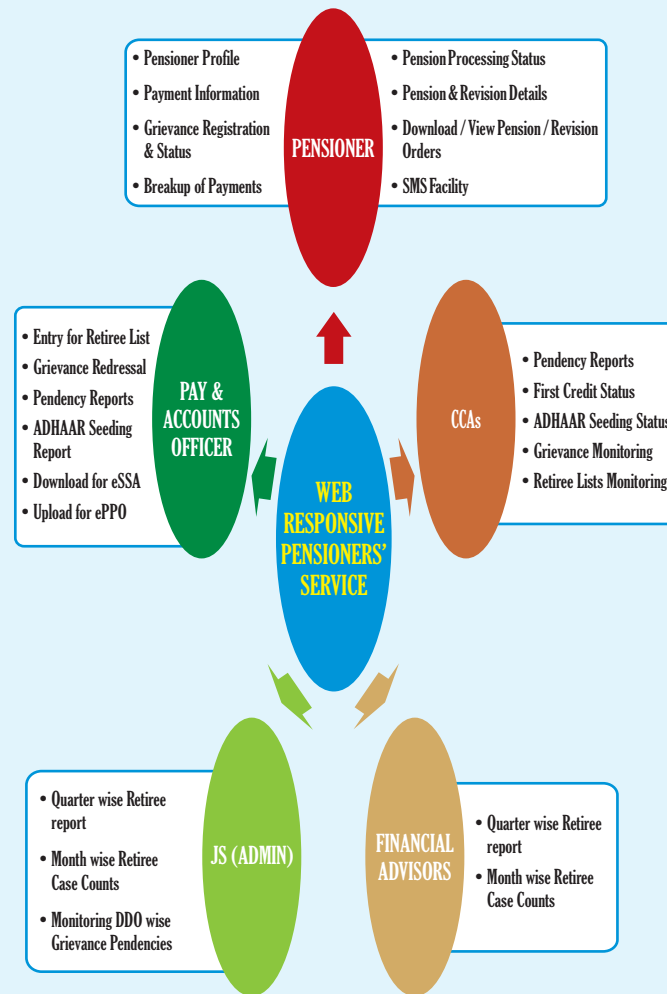 • Pensioner Profile
• Payment Information
• Grievance Registration
& Status
• Breakup of Payments
PENSIONER
• Pension Processing Status
• Pension & Revision Details
• Download / View Pension / Revision
Orders
• SMS Facility
• Entry for Retiree List
• Grievance Redressal
• Pendency Reports
• ADHAAR Seeding
Report
• Download for eSSA
• Upload for ePPO
PAY &
ACCOUNTS
OFFICER
CCAs
• Pendency Reports
• First Credit Status
• ADHAAR Seeding Status
• Grievance Monitoring
• Retiree Lists Monitoring
WEB
RESPONSIVE
PENSIONERS’
SERVICE
• Quarter wise Retiree
report
• Month wise Retiree
Case Counts
• Monitoring DDO wise
Grievance Pendencies
JS (ADMIN)
FINANCIAL
ADVISORS
• Quarter wise Retiree
report
• Month wise Retiree
Case Counts